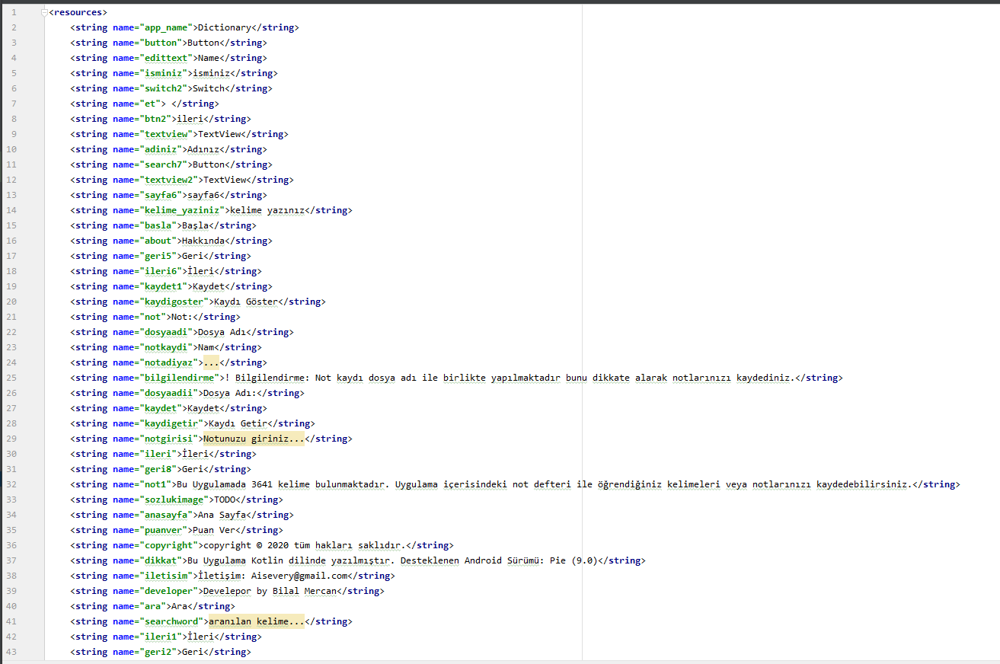 1 <resources>
2 <string name="app_name">Dictionary</string>
3 <string name="button">Button</string>
4 <string name="edittext">Name</string>
5 <string name="isminiz">isminiz</string>
6 <string name="switch2">Switch</string>
7 <string name="et"> </string>
8 <string name="btn2">ileri</string>
9 <string name="textview">TextView</string>
10 <string name="adiniz">Adınız</string>
11 <string name="search7">Button</string>
12 <string name="textview2">TextView</string>
13 <string name="sayfa6">sayfa6</string>
14 <string name="kelime_yaziniz">kelime yazınız</string>
15 <string name="basla">Başla</string>
16 <string name="about">Hakkında</string>
17 <string name="geri5">Geri</string>
18 <string name="ileri6">İleri</string>
19 <string name="kaydet1">Kaydet</string>
20 <string name="kaydigoster">Kaydı Göster</string>
21 <string name="not">Not:</string>
22 <string name="dosyaadi">Dosya Adı</string>
23 <string name="notkaydi">Nam</string>
24 <string name="notadiyaz">...</string>
25 <string name="bilgilendirme">! Bilgilendirme: Not kaydı dosya adı ile birlikte yapılmaktadır bunu dikkate alarak notlarınızı kaydediniz.</string>
26 <string name="dosyaadii">Dosya Adı:</string>
27 <string name="kaydet">Kaydet</string>
28 <string name="kaydigetir">Kaydı Getir</string>
29 <string name="notgirisi">Notunuzu giriniz...</string>
30 <string name="ileri">İleri</string>
31 <string name="geri8">Geri</string>
32 <string name="not1">Bu Uygulamada 3641 kelime bulunmaktadır. Uygulama içerisindeki not defteri ile öğrendiğiniz kelimeleri veya notlarınızı kaydedebilirsiniz.</string>
33 <string name="sozlukimage">TODO</string>
34 <string name="anasayfa">Ana Sayfa</string>
35 <string name="puanver">Puan Ver</string>
36 <string name="copyright">copyright © 2020 tüm hakları saklıdır.</string>
37 <string name="dikkat">Bu Uygulama Kotlin dilinde yazılmıştır. Desteklenen Android Sürümü: Pie (9.0)</string>
38 <string name="iletisim">İletişim: Aisevery@gmail.com</string>
39 <string name="developer">Develepor by Bilal Mercan</string>
40 <string name="ara">Ara</string>
41 <string name="searchword">aranılan kelime...</string>
42 <string name="ileri1">İleri</string>
43 <string name="geri2">Geri</string>